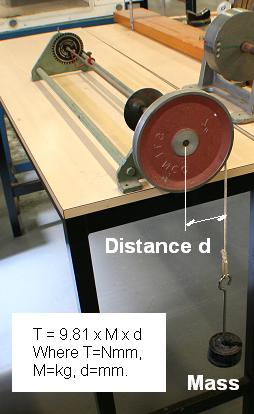 Distance d
T = 9.81 x M x d
Where T=Nmm,
M=kg, d=mm.
Mass